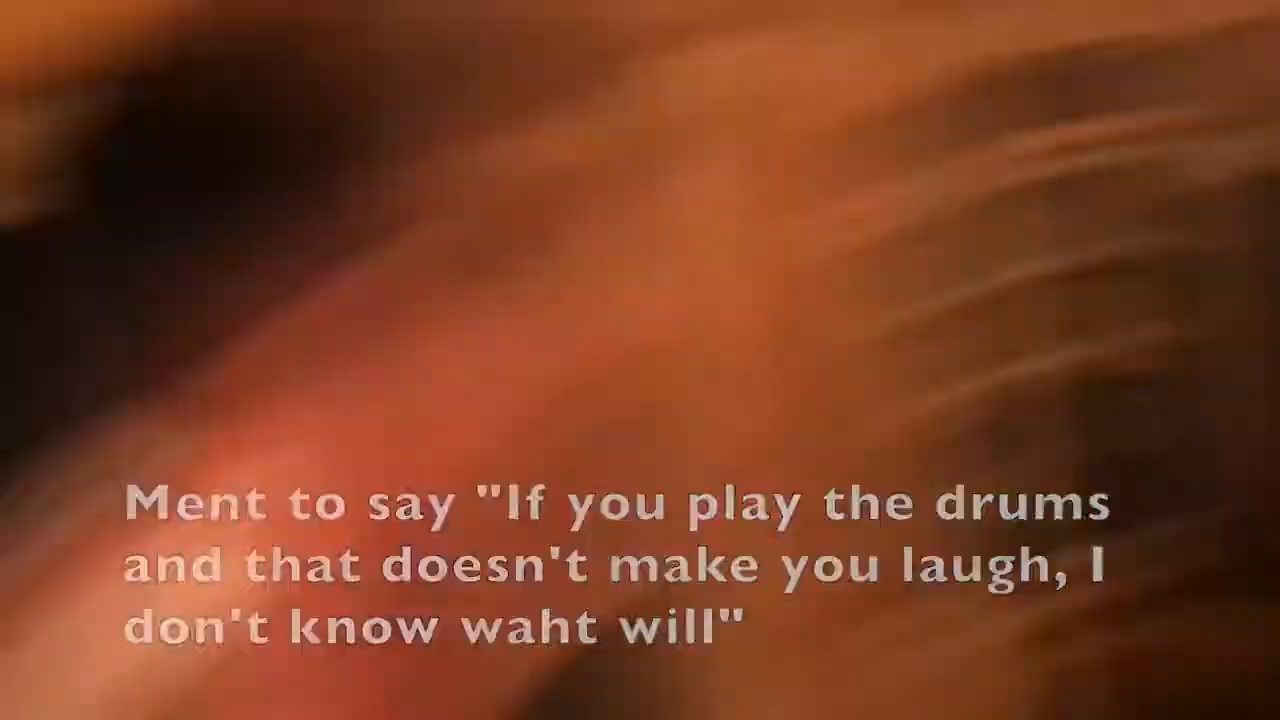 Ment to say "If you play the drums
and that doesn't make you laugh, I
don't know waht will"